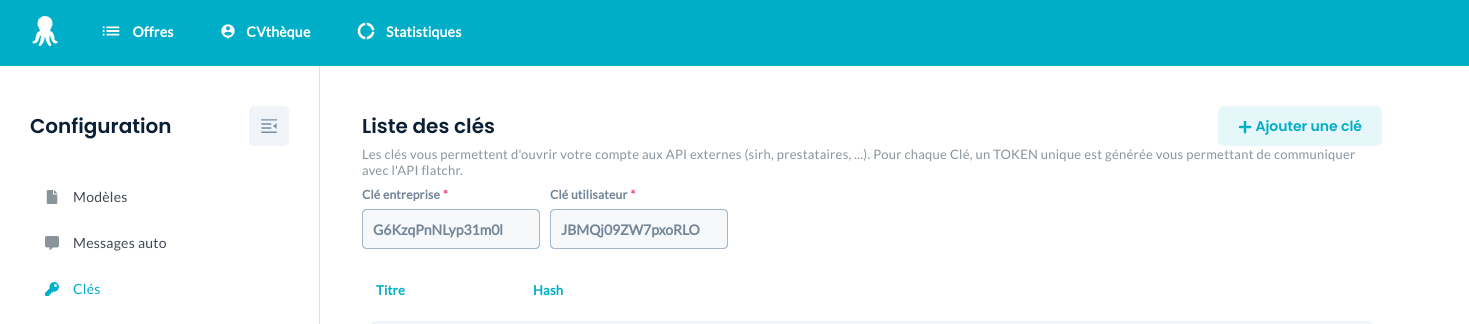 Offres
CVthèque
Statistiques
Configuration
Modèles
Messages auto
Clés
Liste des clés
+ Ajouter une clé
Les clés vous permettent d'ouvrir votre compte aux API externes (sirh, prestataires, ...). Pour chaque Clé, un TOKEN unique est générée vous permettant de communiquer
avec l'API flatchr.
Clé entreprise * Clé utilisateur *
G6KzqPnNLyp31m0l JBMQj09ZW7pxoRLO
Titre Hash